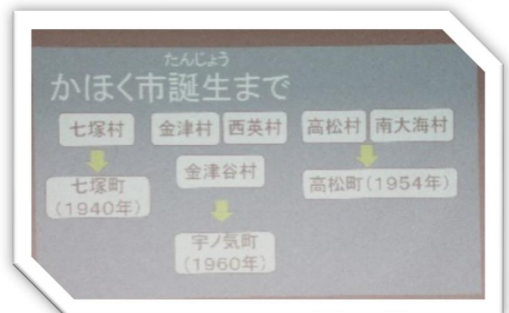 たんじょう
かほく市誕生まで
七塚村 金津村 西英村 高松村 南大海村
七塚町
(1940年)
金津谷村
高松町(1954年)
宇ノ気町
(1960年)